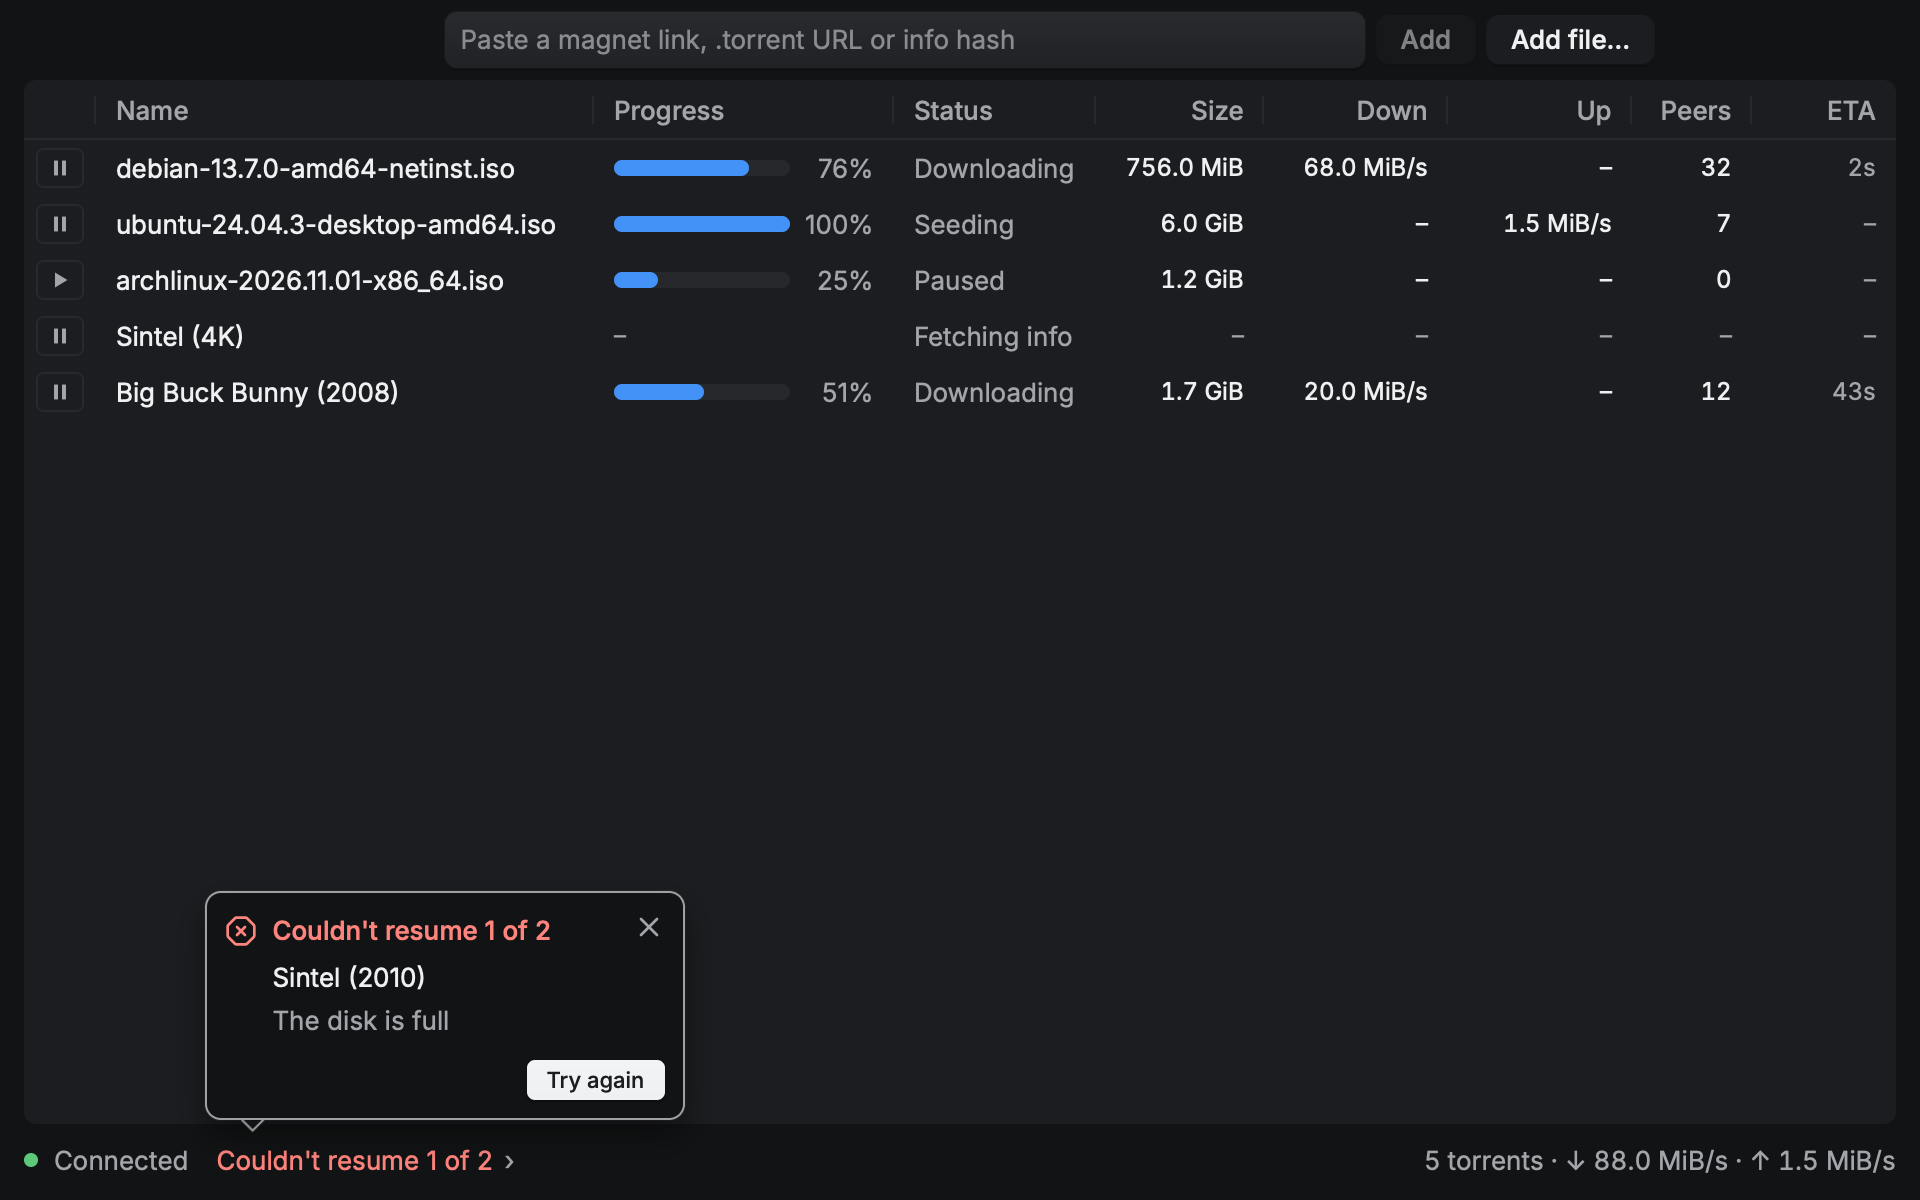 Paste a magnet link, .torrent URL or info hash Add Add file...
Name Progress Status Size Down Up Peers ETA
debian-13.7.0-amd64-netinst.iso 76% Downloading 756.0 MiB 68.0 MiB/s – 32 2s
ubuntu-24.04.3-desktop-amd64.iso 100% Seeding 6.0 GiB – 1.5 MiB/s 7 –
archlinux-2026.11.01-x86_64.iso 25% Paused 1.2 GiB – – 0 –
Sintel (4K) – Fetching info – – – – –
Big Buck Bunny (2008) 51% Downloading 1.7 GiB 20.0 MiB/s – 12 43s
Couldn't resume 1 of 2
Sintel (2010)
The disk is full
Try again
Connected Couldn't resume 1 of 2 › 5 torrents · ↓ 88.0 MiB/s · ↑ 1.5 MiB/s